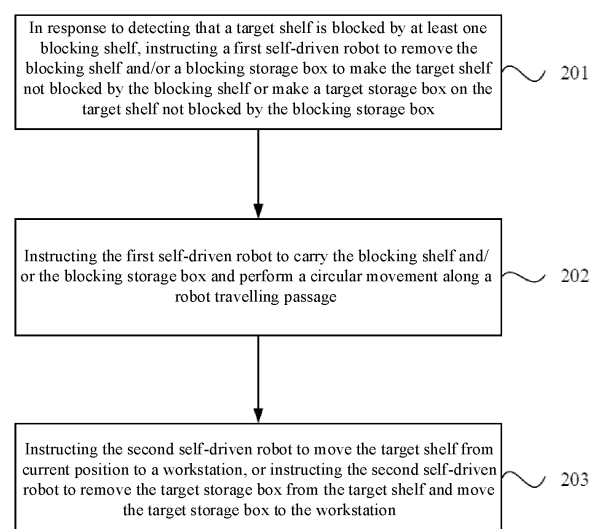 In response to detecting that a target shelf is blocked by at least one
blocking shelf, instructing a first self-driven robot to remove the
blocking shelf and/or a blocking storage box to make the target shelf
not blocked by the blocking shelf or make a target storage box on the
target shelf not blocked by the blocking storage box
201
Instructing the first self-driven robot to carry the blocking shelf and/
or the blocking storage box and perform a circular movement along a
robot travelling passage
202
Instructing the second self-driven robot to move the target shelf from
current position to a workstation, or instructing the second self-driven
robot to remove the target storage box from the target shelf and move
the target storage box to the workstation
203